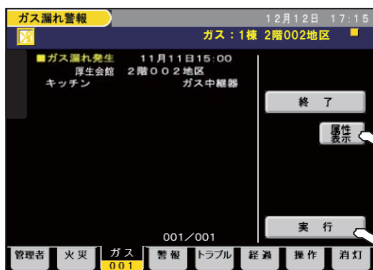 ガス漏れ警報 12月12日 17:15
ガス:1棟 2階002地区
■ガス漏れ発生 11月11日15:00
厚生会館 2階002地区
キッチン ガス中継器
終 了
属性
表示
実 行
001/001
管理者 火災 ガス 警報 トラブル 経過 操作 消灯
001